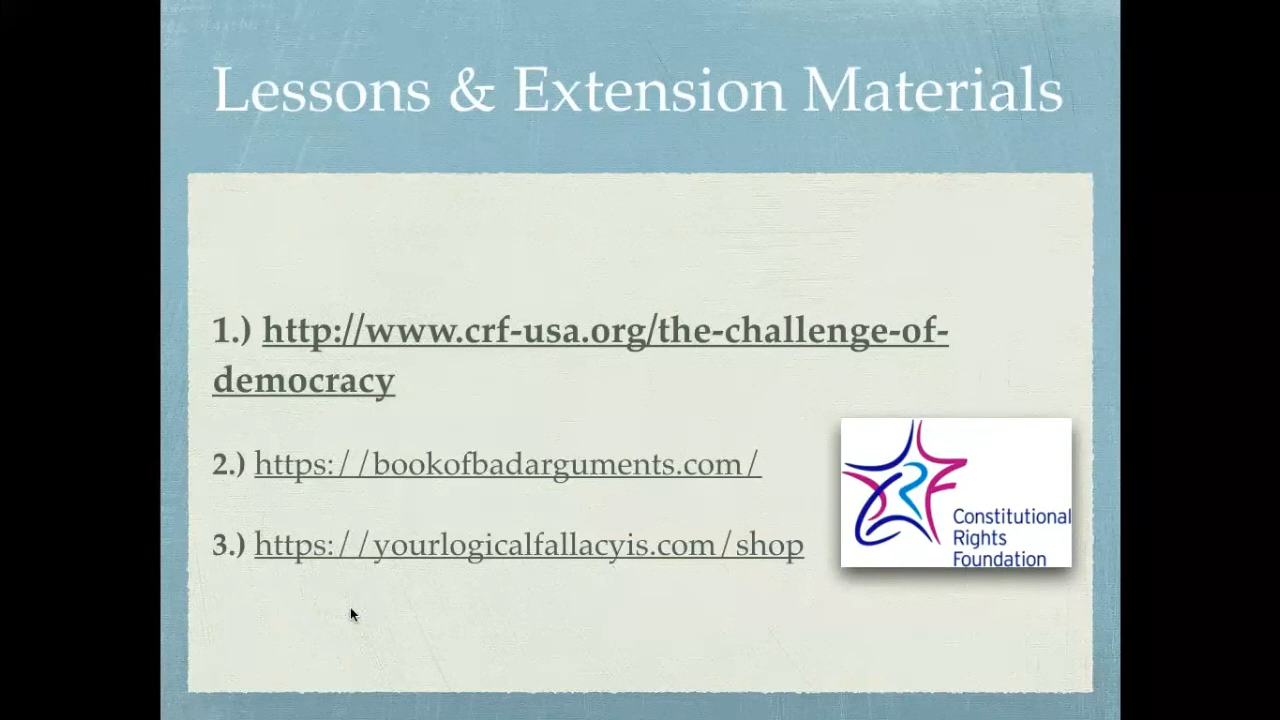 Lessons & Extension Materials
1.) http://www.crf-usa.org/the-challenge-of-
democracy
2.) https://bookofbadarguments.com/
3.) https://yourlogicalfallacyis.com/shop
CRF
Constitutional
Rights
Foundation